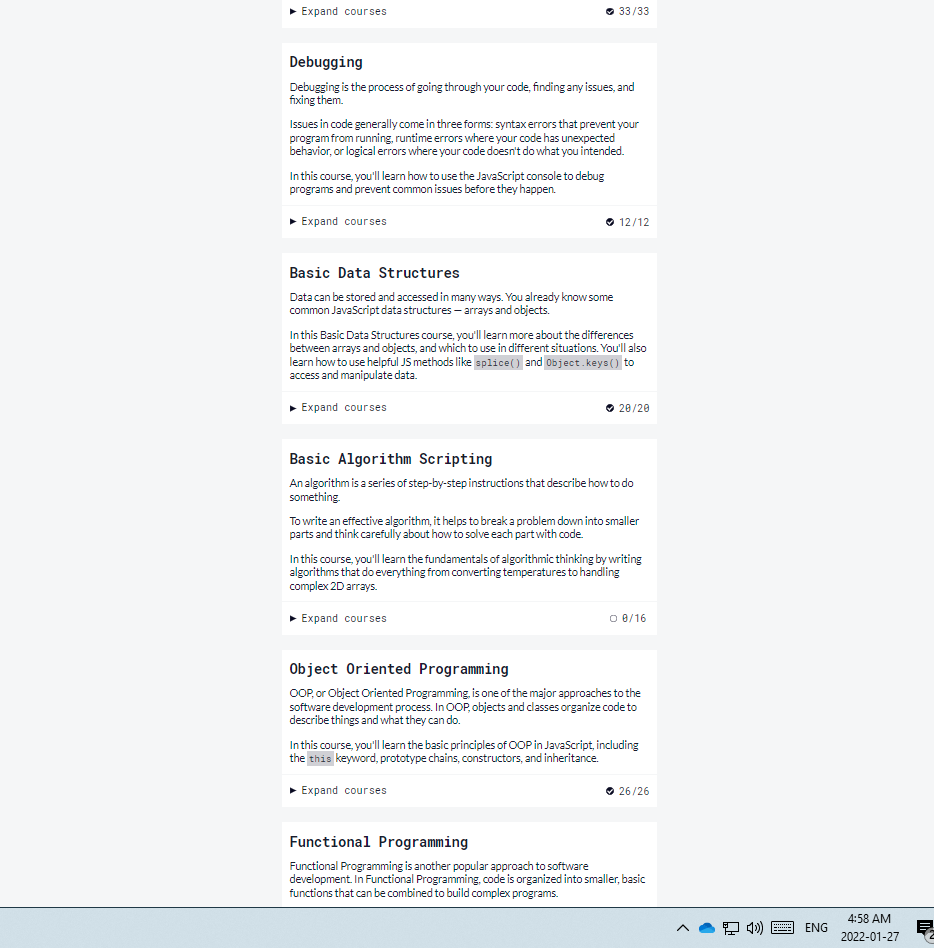 ▶ Expand courses 33/33
Debugging
Debugging is the process of going through your code, finding any issues, and
fixing them.
Issues in code generally come in three forms: syntax errors that prevent your
program from running, runtime errors where your code has unexpected
behavior, or logical errors where your code doesn't do what you intended.
In this course, you'll learn how to use the JavaScript console to debug
programs and prevent common issues before they happen.
▶ Expand courses 12/12
Basic Data Structures
Data can be stored and accessed in many ways. You already know some
common JavaScript data structures — arrays and objects.
In this Basic Data Structures course, you'll learn more about the differences
between arrays and objects, and which to use in different situations. You'll also
learn how to use helpful JS methods like splice() and Object.keys() to
access and manipulate data.
▶ Expand courses 20/20
Basic Algorithm Scripting
An algorithm is a series of step-by-step instructions that describe how to do
something.
To write an effective algorithm, it helps to break a problem down into smaller
parts and think carefully about how to solve each part with code.
In this course, you'll learn the fundamentals of algorithmic thinking by writing
algorithms that do everything from converting temperatures to handling
complex 2D arrays.
▶ Expand courses 0/16
Object Oriented Programming
OOP, or Object Oriented Programming, is one of the major approaches to the
software development process. In OOP, objects and classes organize code to
describe things and what they can do.
In this course, you'll learn the basic principles of OOP in JavaScript, including
the this keyword, prototype chains, constructors, and inheritance.
▶ Expand courses 26/26
Functional Programming
Functional Programming is another popular approach to software
development. In Functional Programming, code is organized into smaller, basic
functions that can be combined to build complex programs.
ENG
4:58 AM
2022-01-27
2